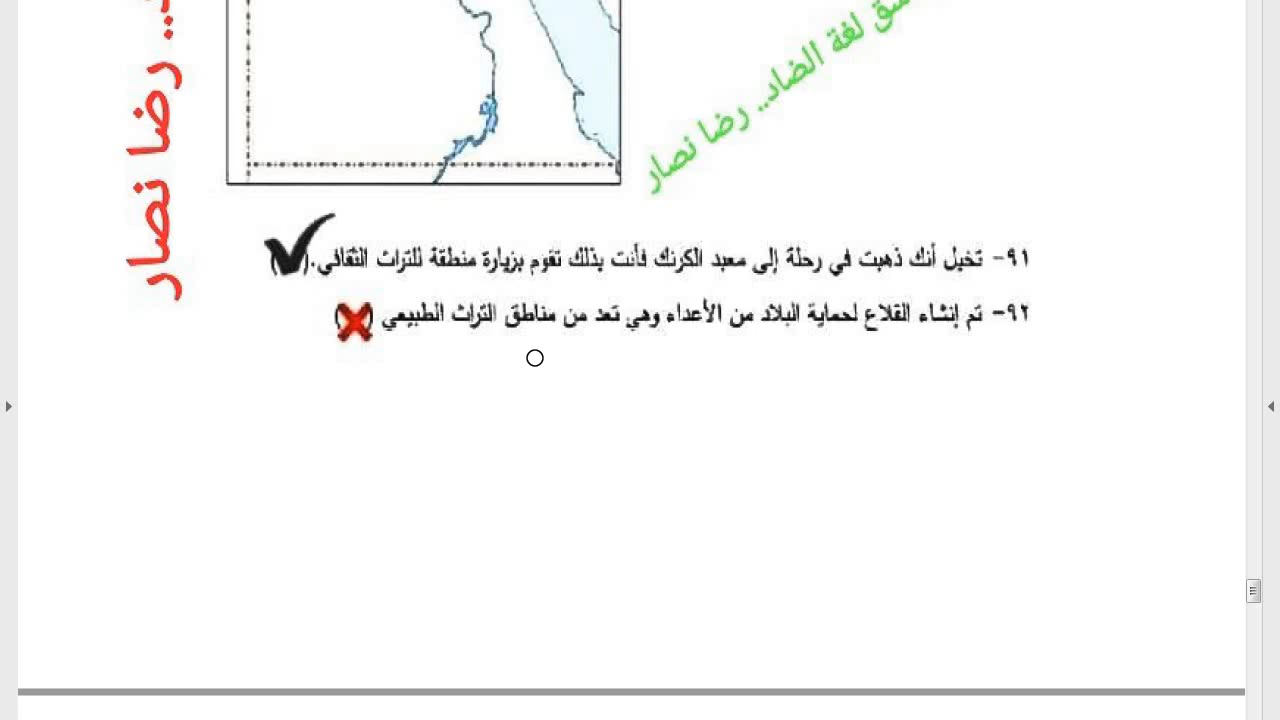 رضا نصار
لغة الضاد.. رضا نصار
٩١- تخيل أنك ذهبت في رحلة إلى معبد الكرنك فأنت بذلك تقوم بزيارة منطقة للتراث الثقافي.( )
٩٢- تم إنشاء القلاع لحماية البلاد من الأعداء وهي تعد من مناطق التراث الطبيعي ( )